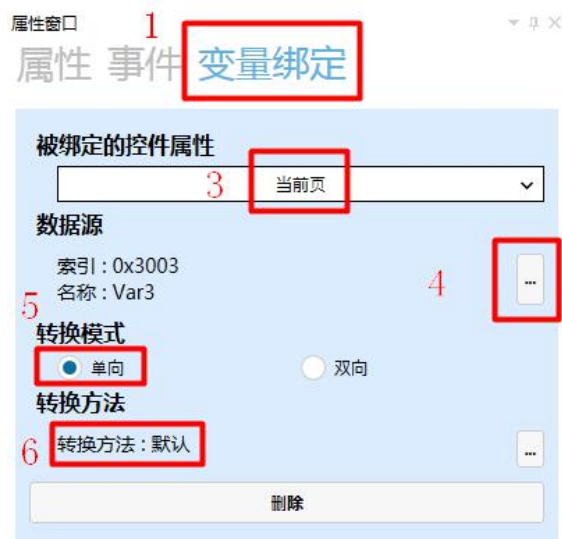 属性窗口
1
属性 事件 变量绑定
被绑定的控件属性
3 当前页
数据源
索引：0x3003
名称：Var3
4 ...
5
转换模式
单向 双向
转换方法
6 转换方法：默认 ...
删除